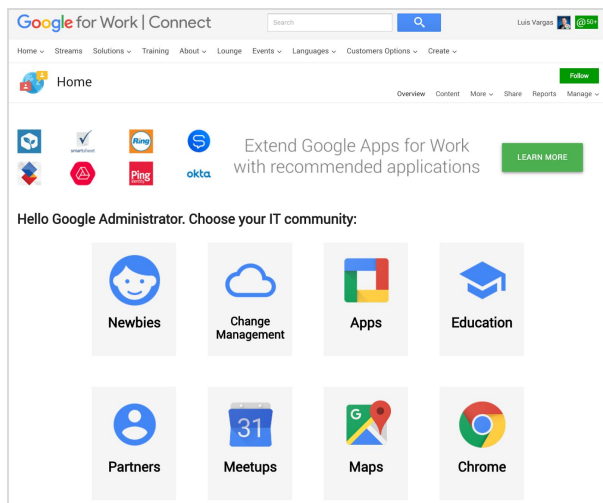 Google for Work | Connect
Search
Luis Vargas
@ 50+
Home Streams Solutions Training About Lounge Events Languages Customers Options Create
Home
Follow
Overview Content More Share Reports Manage
smartsheet
Ring
S
Ping
Identity
okta
Extend Google Apps for Work
with recommended applications
LEARN MORE
Hello Google Administrator. Choose your IT community:
Newbies
Change
Management
Apps
Education
31
G
Partners
Meetups
Maps
Chrome